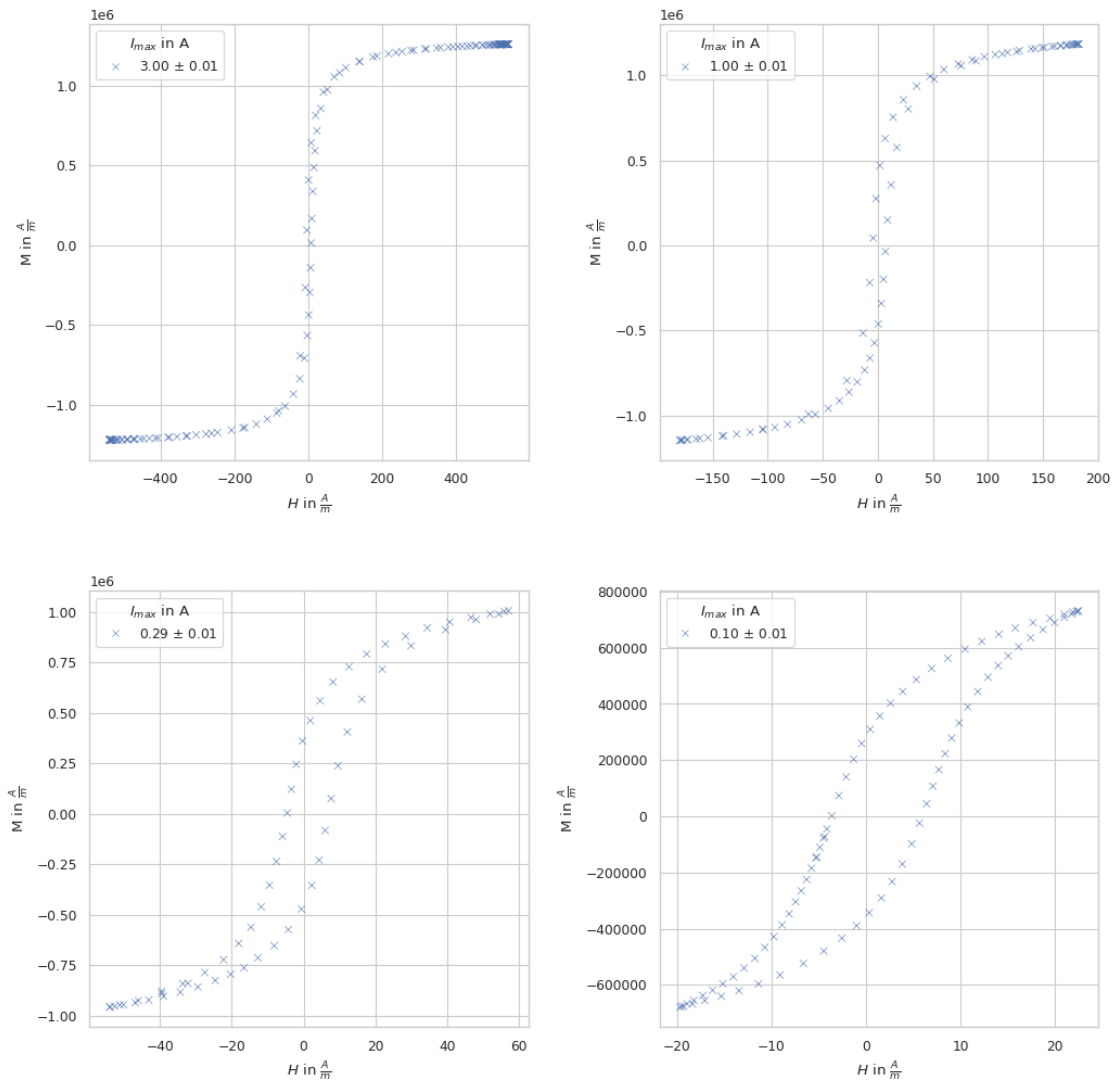 1e6
I_max in A
3.00 ± 0.01
1.0
0.5
0.0
−0.5
−1.0
M in A/m
−400 −200 0 200 400
H in A/m
1e6
I_max in A
1.00 ± 0.01
1.0
0.5
0.0
−0.5
−1.0
M in A/m
−150 −100 −50 0 50 100 150 200
H in A/m
1e6
I_max in A
0.29 ± 0.01
1.00
0.75
0.50
0.25
0.00
−0.25
−0.50
−0.75
−1.00
M in A/m
−40 −20 0 20 40 60
H in A/m
I_max in A
0.10 ± 0.01
800000
600000
400000
200000
0
−200000
−400000
−600000
M in A/m
−20 −10 0 10 20
H in A/m